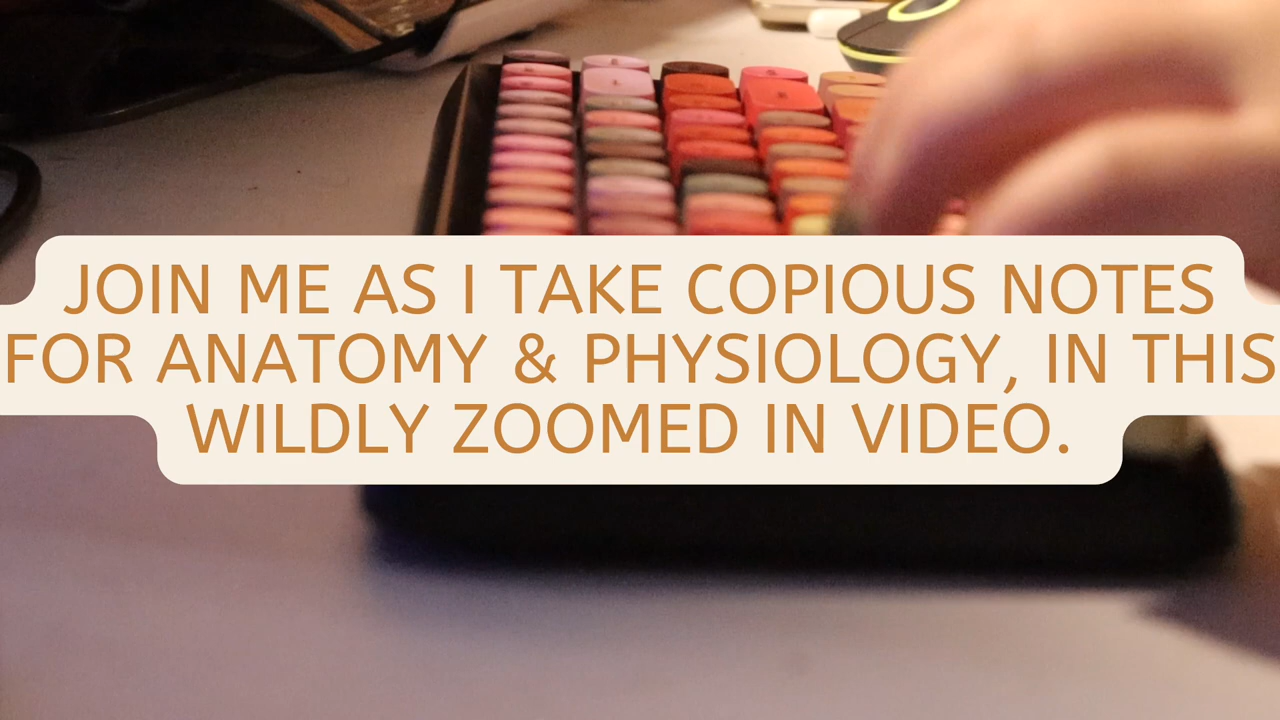 JOIN ME AS I TAKE COPIOUS NOTES
FOR ANATOMY & PHYSIOLOGY, IN THIS
WILDLY ZOOMED IN VIDEO.